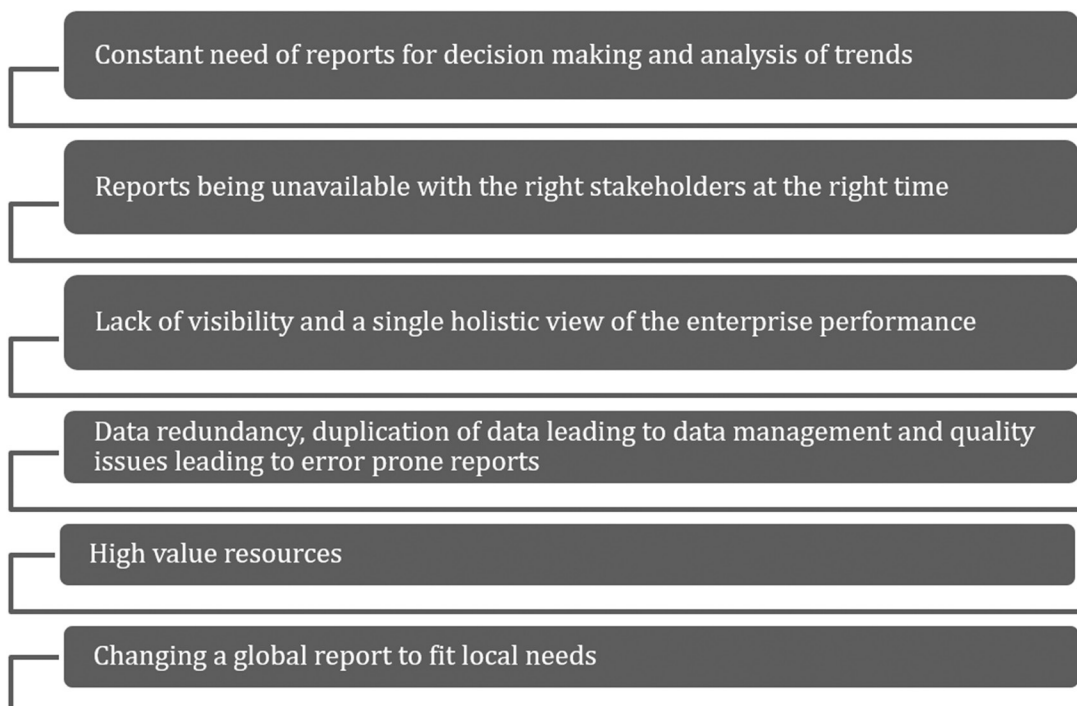 Constant need of reports for decision making and analysis of trends
Reports being unavailable with the right stakeholders at the right time
Lack of visibility and a single holistic view of the enterprise performance
Data redundancy, duplication of data leading to data management and quality
issues leading to error prone reports
High value resources
Changing a global report to fit local needs